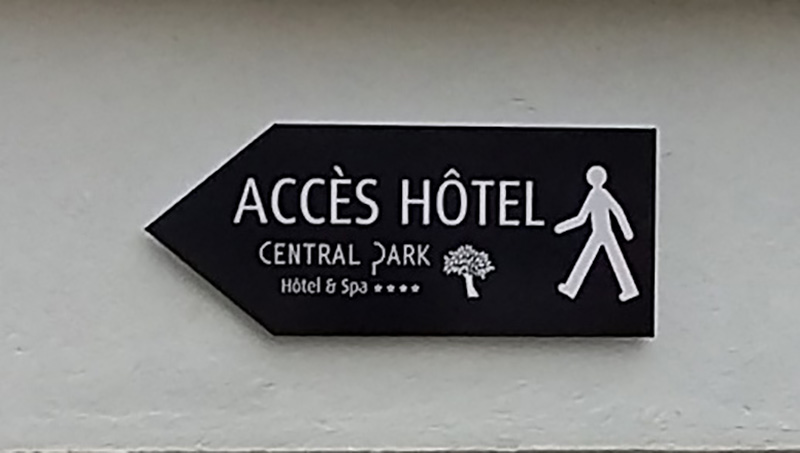 ACCÈS HÔTEL
CENTRAL PARK
Hôtel & Spa ****